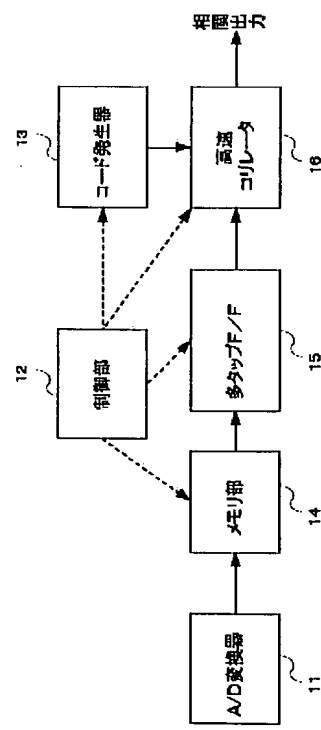 13
コード発生器
相関出力
12
制御部
高速
コリレータ
16
多タップF/F
15
メモリ部
14
A/D変換器
11